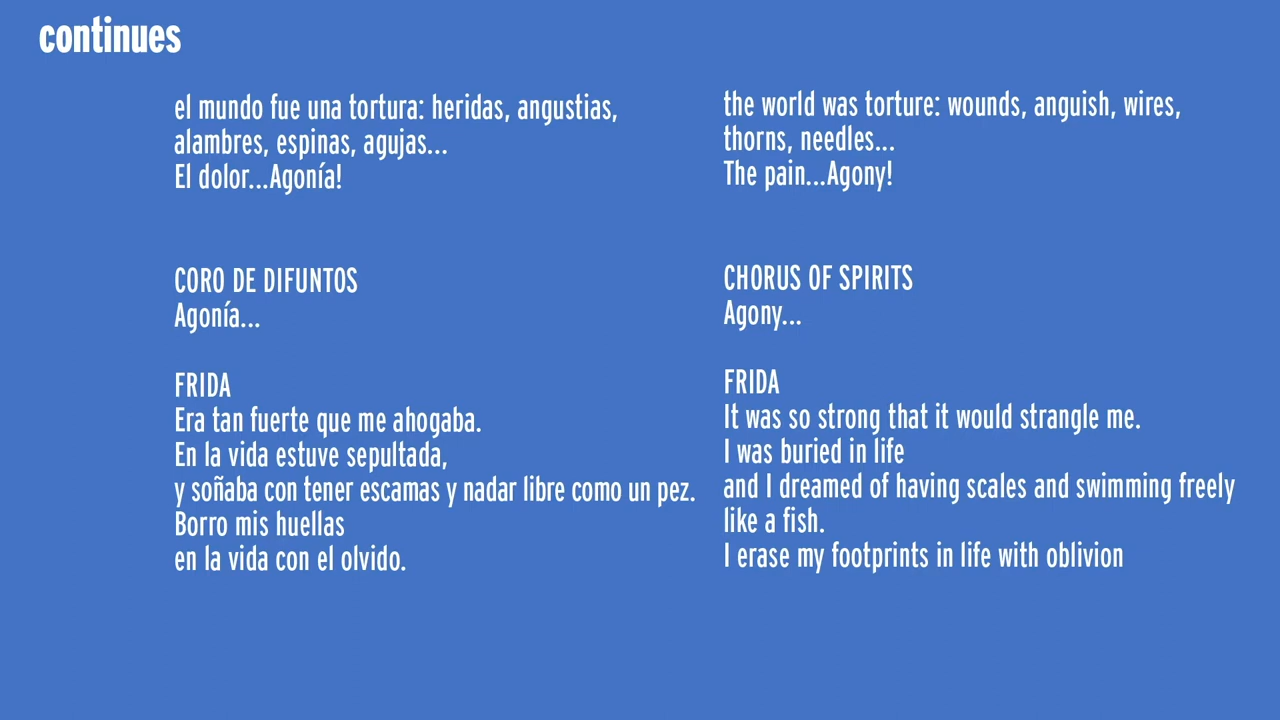 continues
el mundo fue una tortura: heridas, angustias,
alambres, espinas, agujas...
El dolor...Agonía!
CORO DE DIFUNTOS
Agonía...
FRIDA
Era tan fuerte que me ahogaba.
En la vida estuve sepultada,
y soñaba con tener escamas y nadar libre como un pez.
Borro mis huellas
en la vida con el olvido.
the world was torture: wounds, anguish, wires,
thorns, needles...
The pain...Agony!
CHORUS OF SPIRITS
Agony...
FRIDA
It was so strong that it would strangle me.
I was buried in life
and I dreamed of having scales and swimming freely
like a fish.
I erase my footprints in life with oblivion